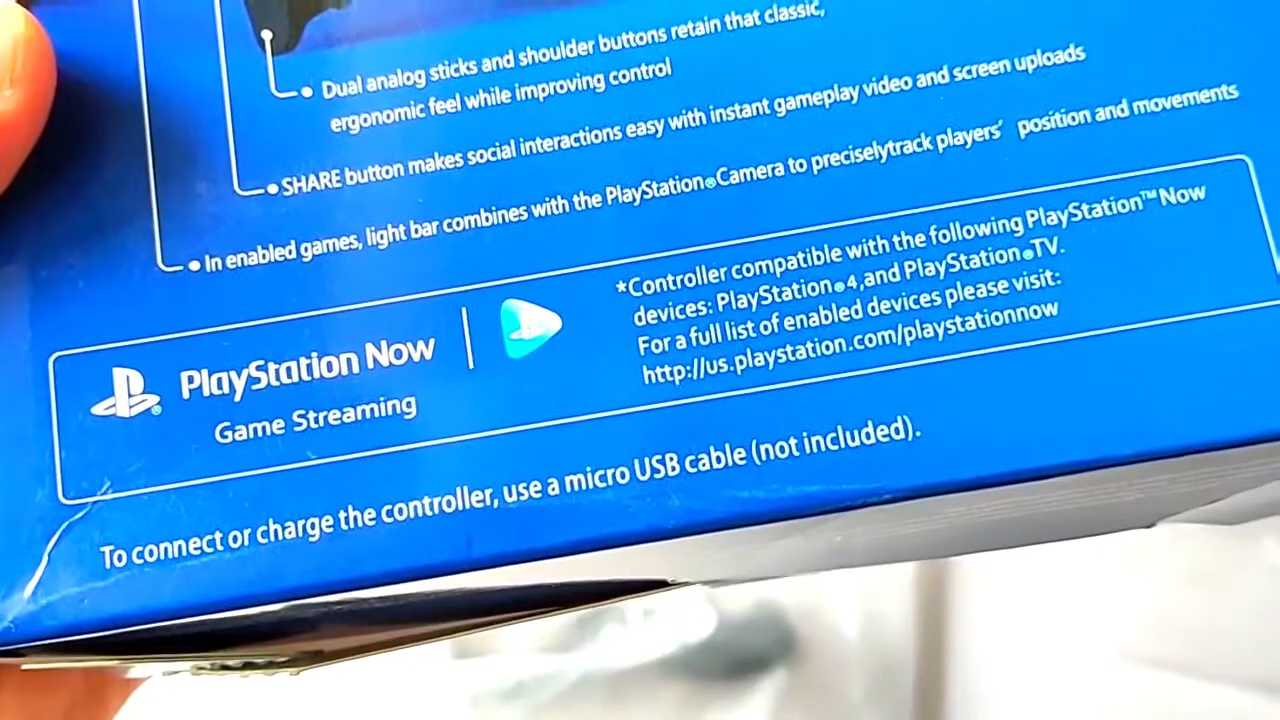 Dual analog sticks and shoulder buttons retain that classic,
ergonomic feel while improving control
SHARE button makes social interactions easy with instant gameplay video and screen uploads
In enabled games, light bar combines with the PlayStation®Camera to preciselytrack players' position and movements
PlayStation Now
Game Streaming
*Controller compatible with the following PlayStation™Now
devices: PlayStation®4,and PlayStation®TV.
For a full list of enabled devices please visit:
http://us.playstation.com/playstationnow
To connect or charge the controller, use a micro USB cable (not included).